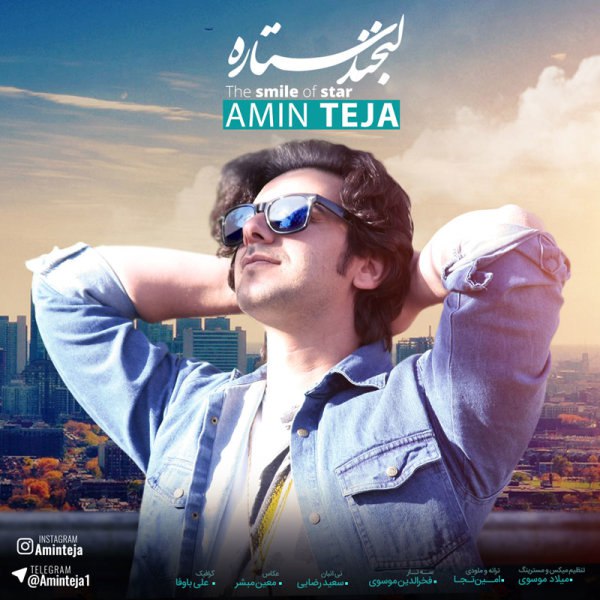 لبخند ستاره
The smile of star
AMIN TEJA
INSTAGRAM
Aminteja
TELEGRAM
@Aminteja1
تنظیم میکس و مسترینگ
میلاد موسوی
ترانه و ملودی
امین تجا
سه تار
فخرالدین موسوی
نی انبان
سعید رضایی
عکاس
معین مبشر
گرافیک
علی باوفا